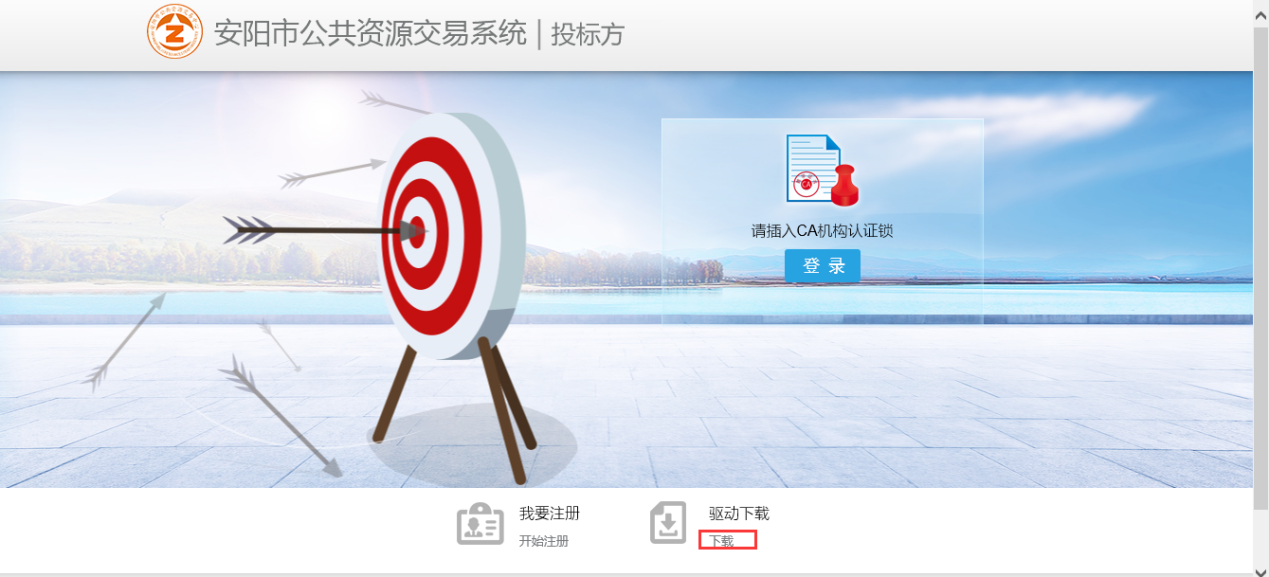 安阳市公共资源交易系统 | 投标方
CA
请插入CA机构认证锁
登 录
我要注册
开始注册
驱动下载
下载